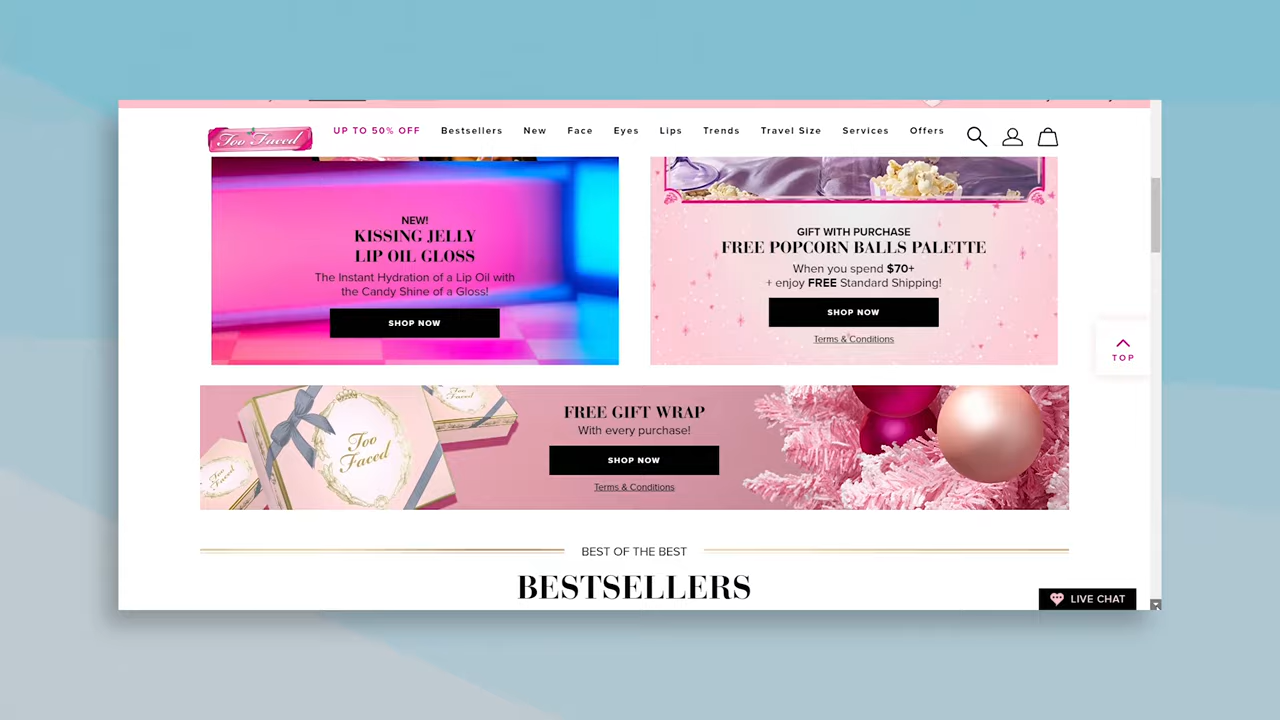 Too Faced
UP TO 50% OFF Bestsellers New Face Eyes Lips Trends Travel Size Services Offers
NEW!
KISSING JELLY
LIP OIL GLOSS
The Instant Hydration of a Lip Oil with
the Candy Shine of a Gloss!
SHOP NOW
GIFT WITH PURCHASE
FREE POPCORN BALLS PALETTE
When you spend $70+
+ enjoy FREE Standard Shipping!
SHOP NOW
Terms & Conditions
TOP
Too
Faced
FREE GIFT WRAP
With every purchase!
SHOP NOW
Terms & Conditions
BEST OF THE BEST
BESTSELLERS
LIVE CHAT